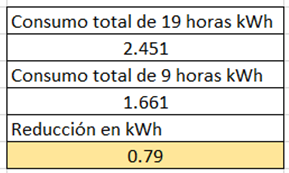 Consumo total de 19 horas kWh
2.451
Consumo total de 9 horas kWh
1.661
Reducción en kWh
0.79